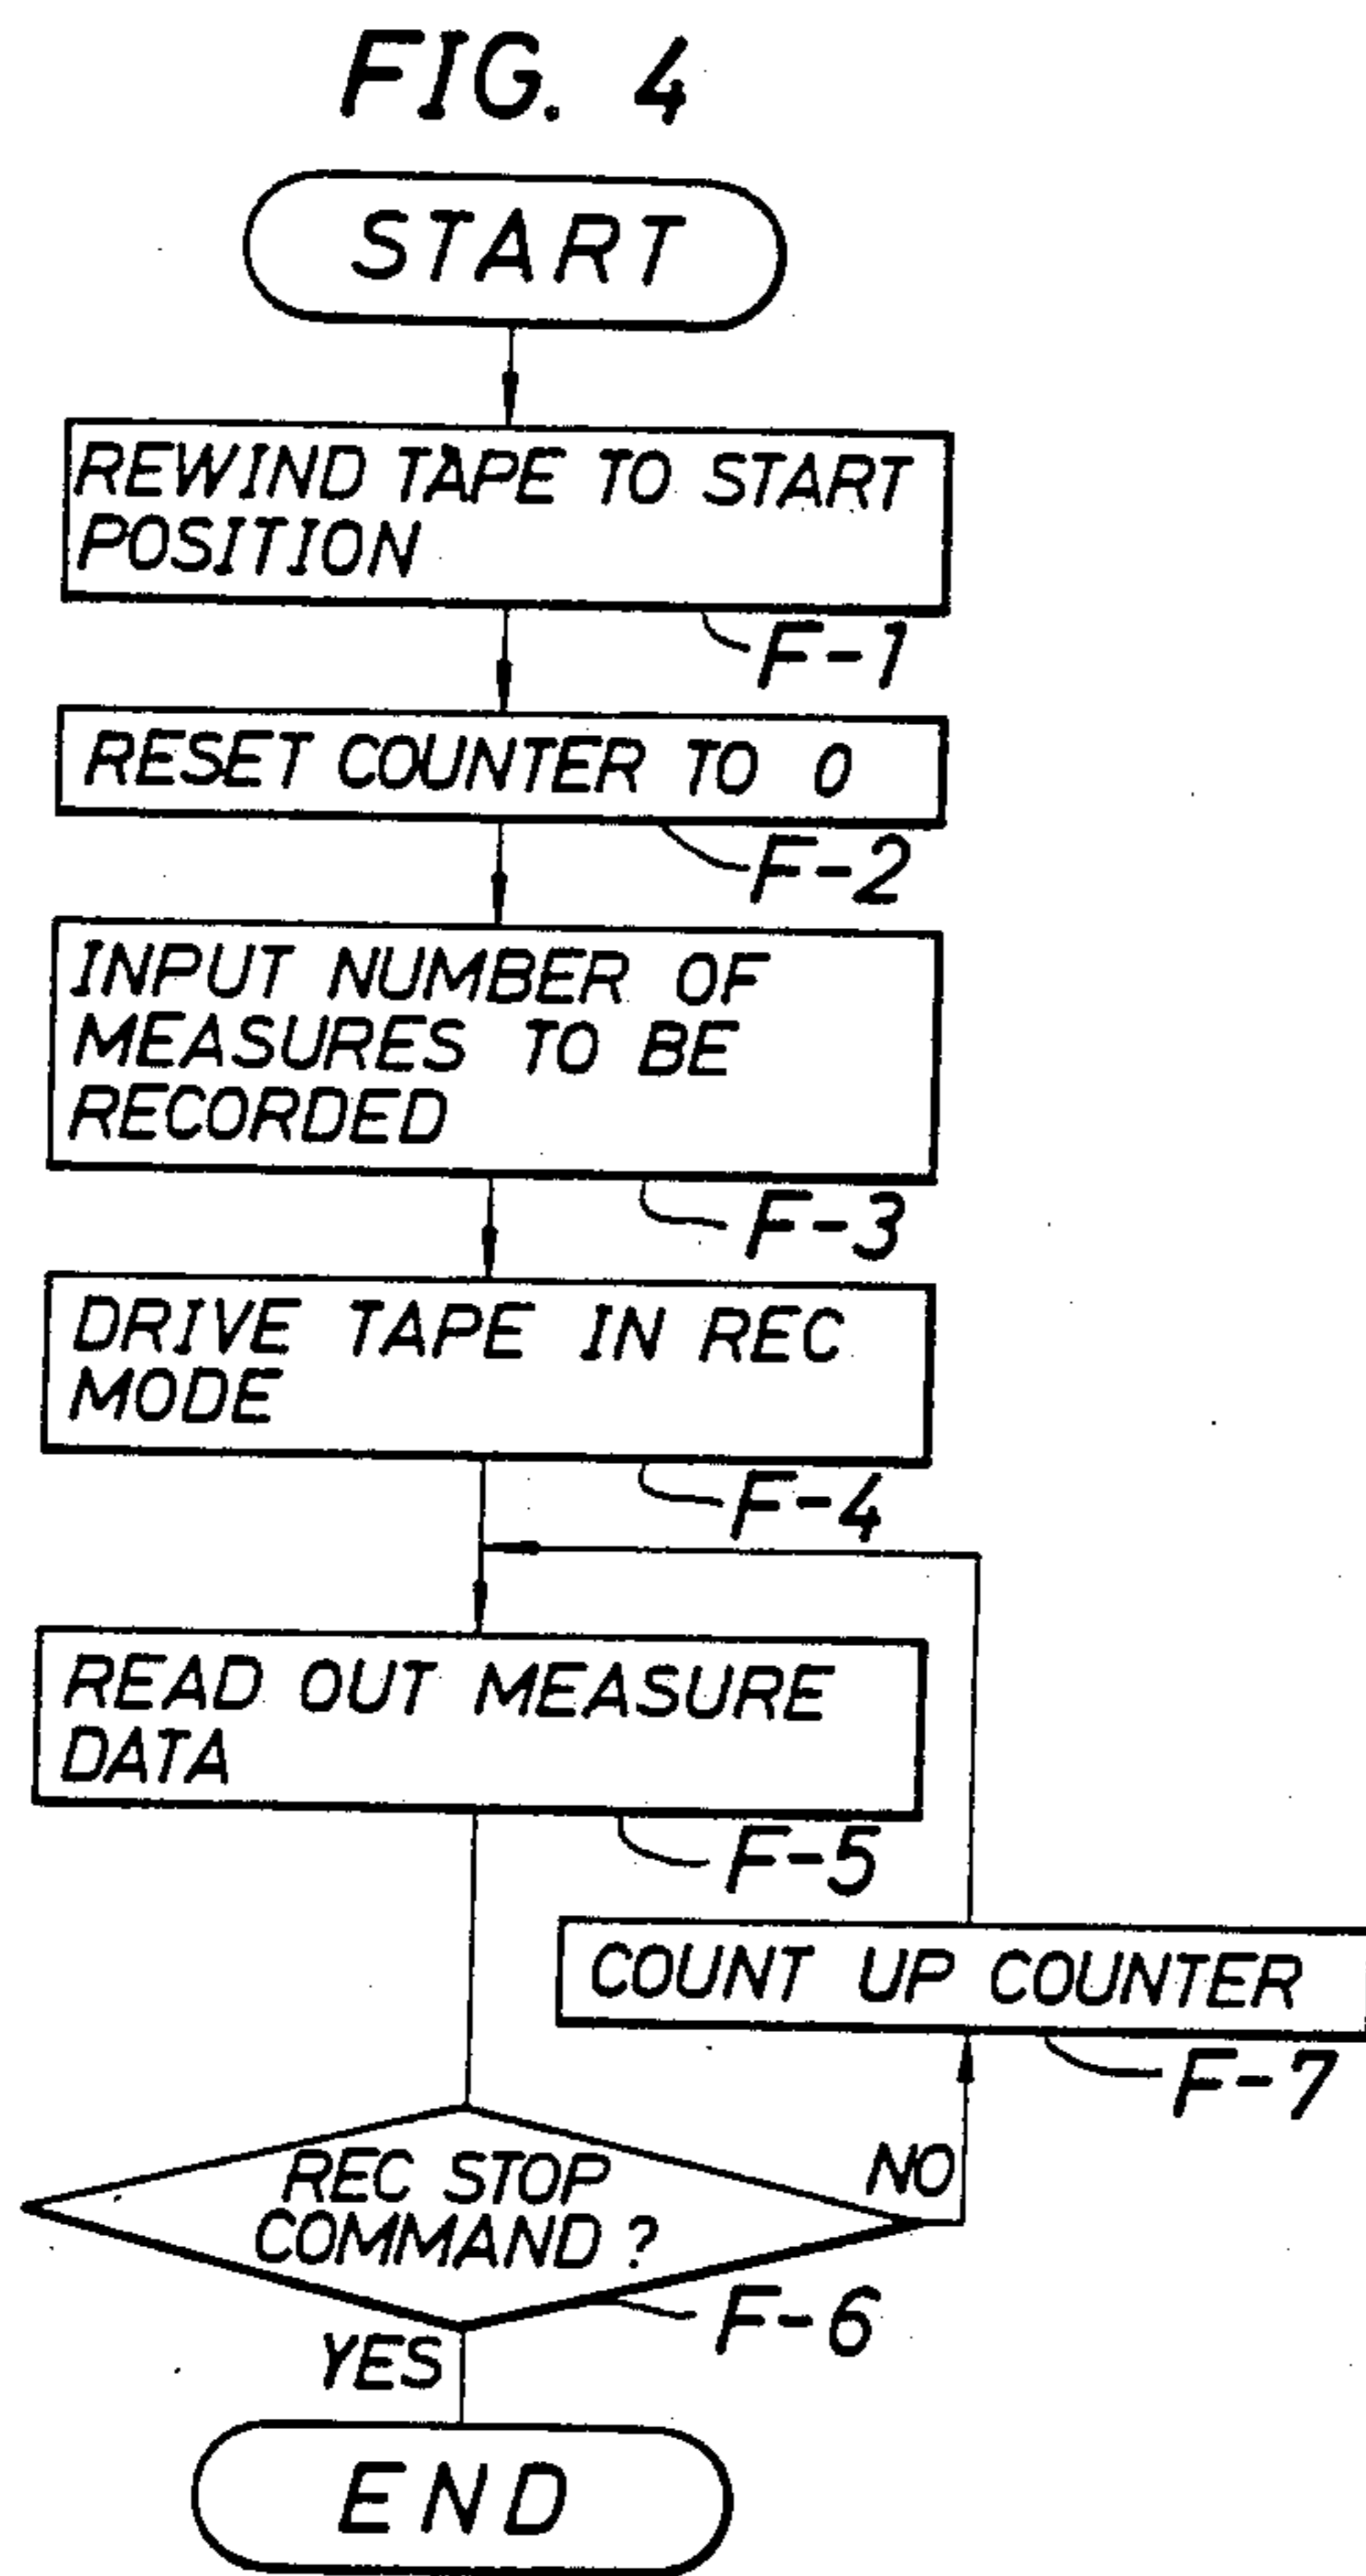 FIG. 4
START
REWIND TAPE TO START
POSITION
F-1
RESET COUNTER TO 0
F-2
INPUT NUMBER OF
MEASURES TO BE
RECORDED
F-3
DRIVE TAPE IN REC
MODE
F-4
READ OUT MEASURE
DATA
F-5
COUNT UP COUNTER
F-7
REC STOP
COMMAND ?
NO
F-6
YES
END